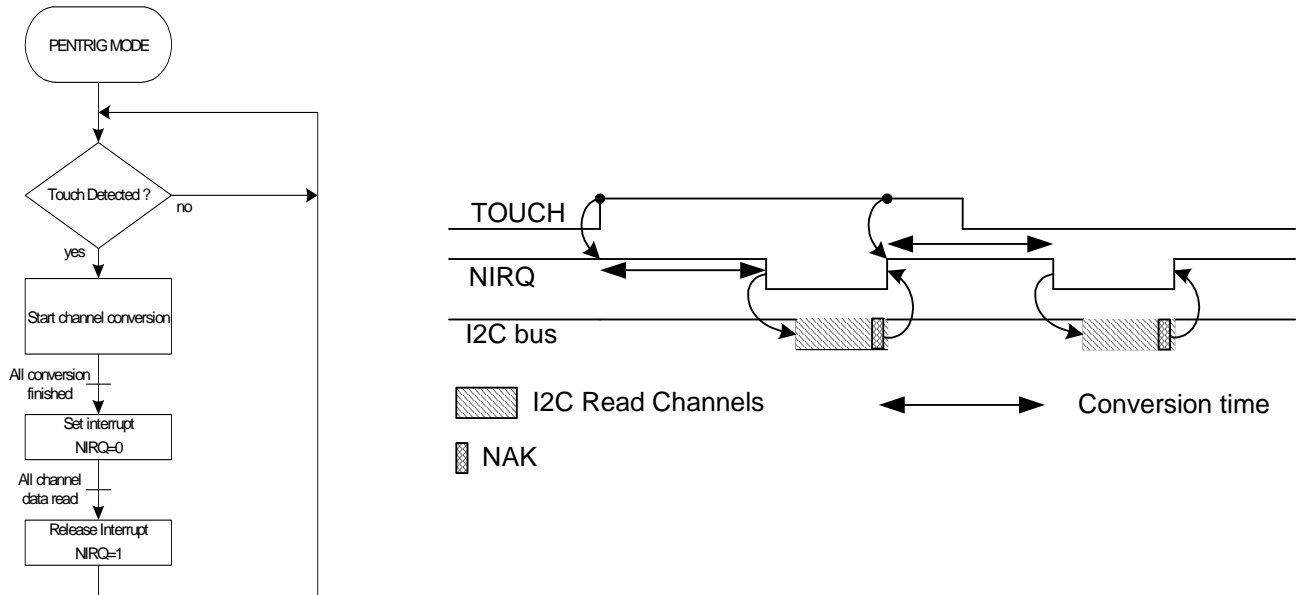 PENTRIG MODE
Touch Detected ?
no
yes
Start channel conversion
All conversion
finished
Set interrupt
NIRQ=0
All channel
data read
Release Interrupt
NIRQ=1
TOUCH
NIRQ
I2C bus
I2C Read Channels
Conversion time
NAK